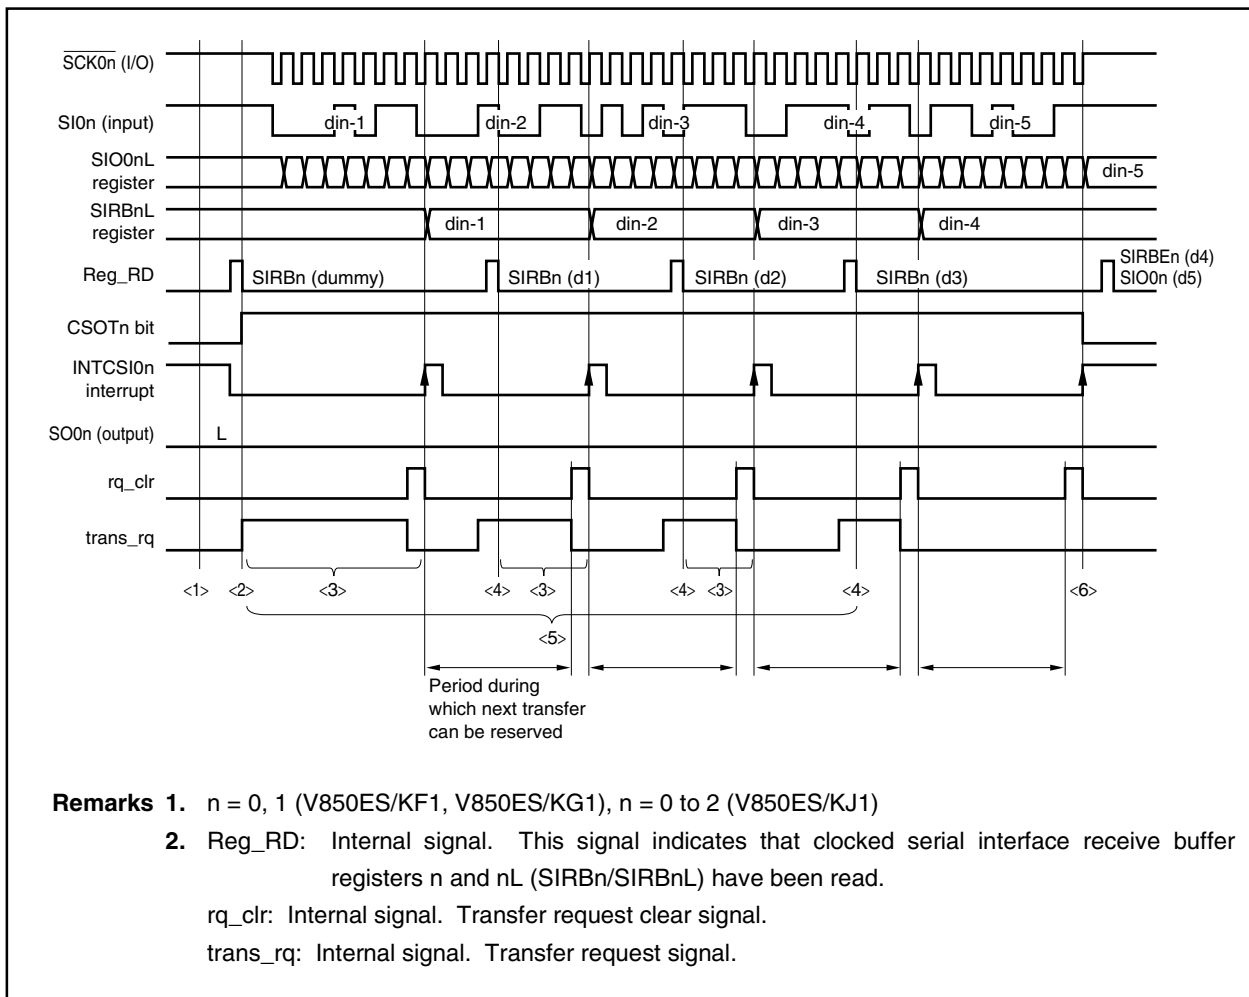 SCK0n (I/O)
SI0n (input)
din-1
din-2
din-3
din-4
din-5
SIO0nL
register
din-5
SIRBnL
register
din-1
din-2
din-3
din-4
Reg_RD
SIRBn (dummy)
SIRBn (d1)
SIRBn (d2)
SIRBn (d3)
SIRBEn (d4)
SIO0n (d5)
CSOTn bit
INTCSI0n
interrupt
SO0n (output)
L
rq_clr
trans_rq
<1>
<2>
<3>
<4>
<3>
<4>
<3>
<4>
<6>
<5>
Period during
which next transfer
can be reserved
Remarks 1. n = 0, 1 (V850ES/KF1, V850ES/KG1), n = 0 to 2 (V850ES/KJ1)
2. Reg_RD: Internal signal. This signal indicates that clocked serial interface receive buffer
registers n and nL (SIRBn/SIRBnL) have been read.
rq_clr: Internal signal. Transfer request clear signal.
trans_rq: Internal signal. Transfer request signal.